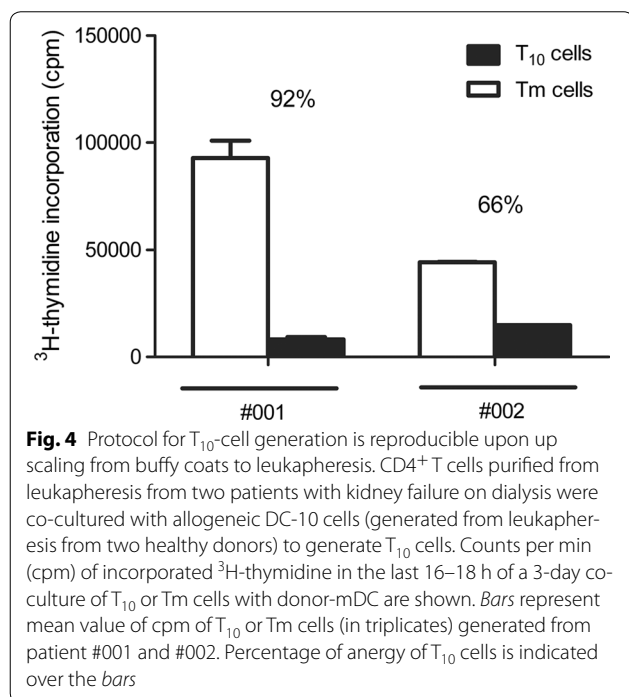 150000
100000
50000
0
³H-thymidine incorporation (cpm)
T₁₀ cells
Tm cells
92%
66%
#001
#002
Fig. 4 Protocol for T₁₀-cell generation is reproducible upon up
scaling from buffy coats to leukapheresis. CD4⁺ T cells purified from
leukapheresis from two patients with kidney failure on dialysis were
co-cultured with allogeneic DC-10 cells (generated from leukapher-
esis from two healthy donors) to generate T₁₀ cells. Counts per min
(cpm) of incorporated ³H-thymidine in the last 16–18 h of a 3-day co-
culture of T₁₀ or Tm cells with donor-mDC are shown. Bars represent
mean value of cpm of T₁₀ or Tm cells (in triplicates) generated from
patient #001 and #002. Percentage of anergy of T₁₀ cells is indicated
over the bars